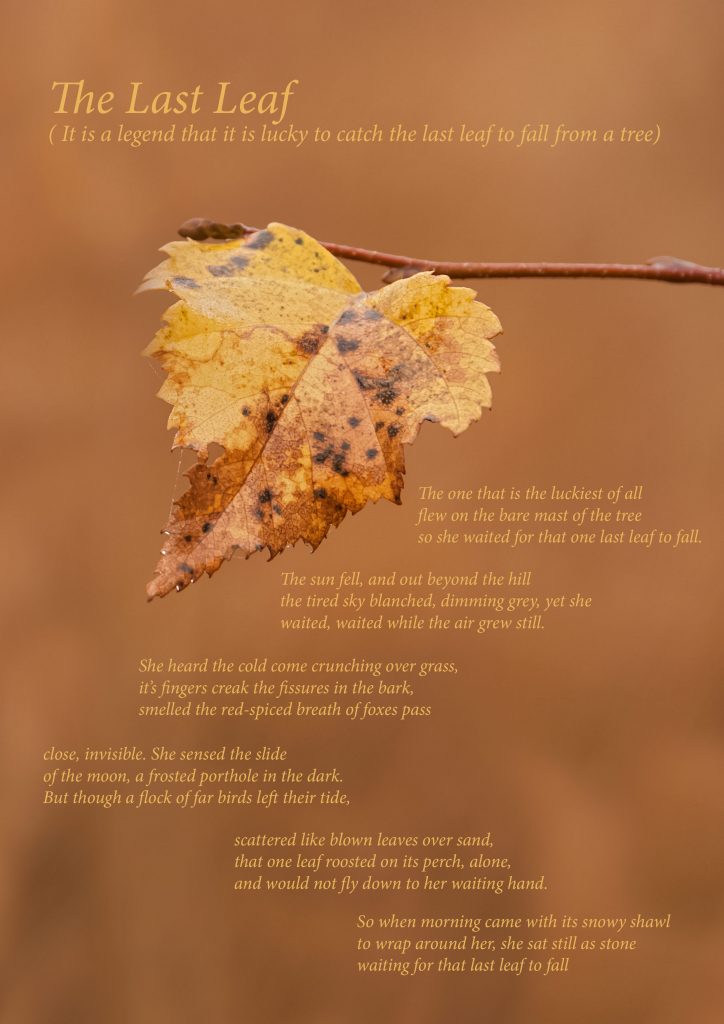 The Last Leaf
( It is a legend that it is lucky to catch the last leaf to fall from a tree)
The one that is the luckiest of all
flew on the bare mast of the tree
so she waited for that one last leaf to fall.
The sun fell, and out beyond the hill
the tired sky blanched, dimming grey, yet she
waited, waited while the air grew still.
She heard the cold come crunching over grass,
it's fingers creak the fissures in the bark,
smelled the red-spiced breath of foxes pass
close, invisible. She sensed the slide
of the moon, a frosted porthole in the dark.
But though a flock of far birds left their tide,
scattered like blown leaves over sand,
that one leaf roosted on its perch, alone,
and would not fly down to her waiting hand.
So when morning came with its snowy shawl
to wrap around her, she sat still as stone
waiting for that last leaf to fall